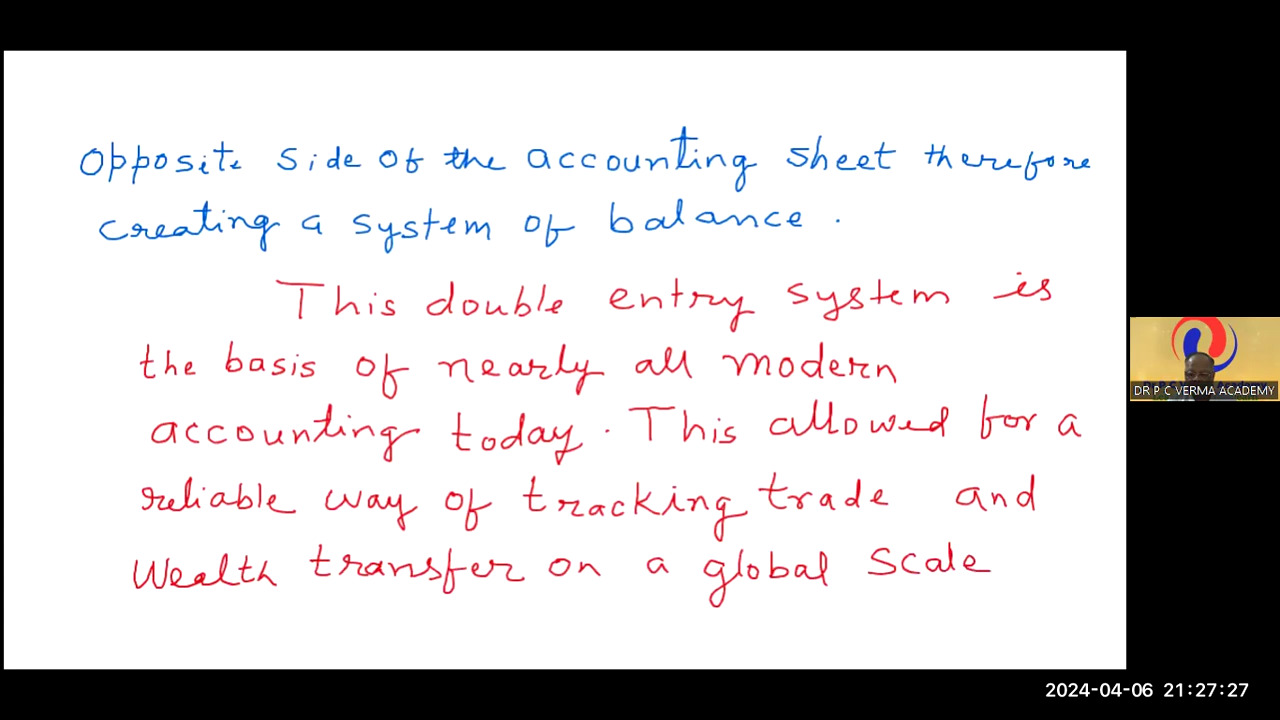 Opposite side of the accounting sheet therefore
creating a system of balance.
This double entry system is
the basis of nearly all modern
accounting today. This allowed for a
reliable way of tracking trade and
Wealth transfer on a global scale
DR P C VERMA ACADEMY
2024-04-06 21:27:27